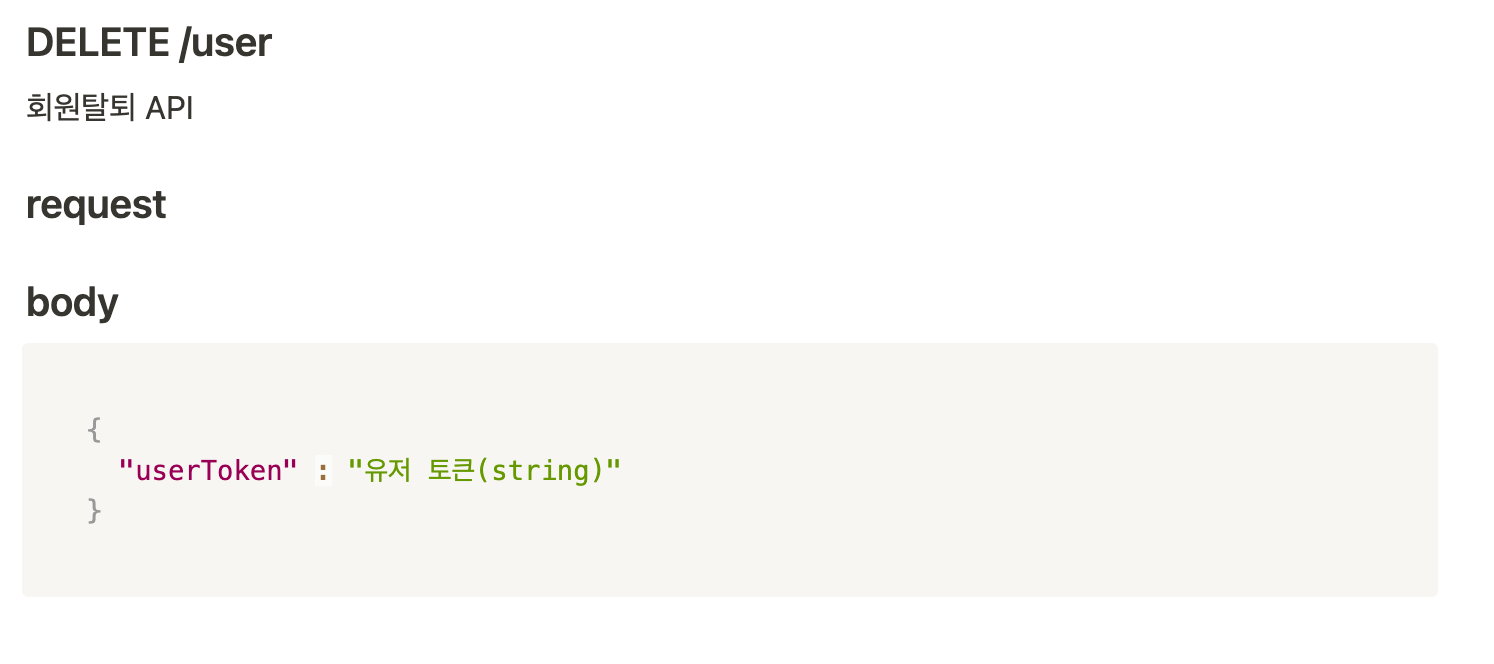 DELETE /user
회원탈퇴 API
request
body
{
"userToken" : "유저 토큰(string)"
}